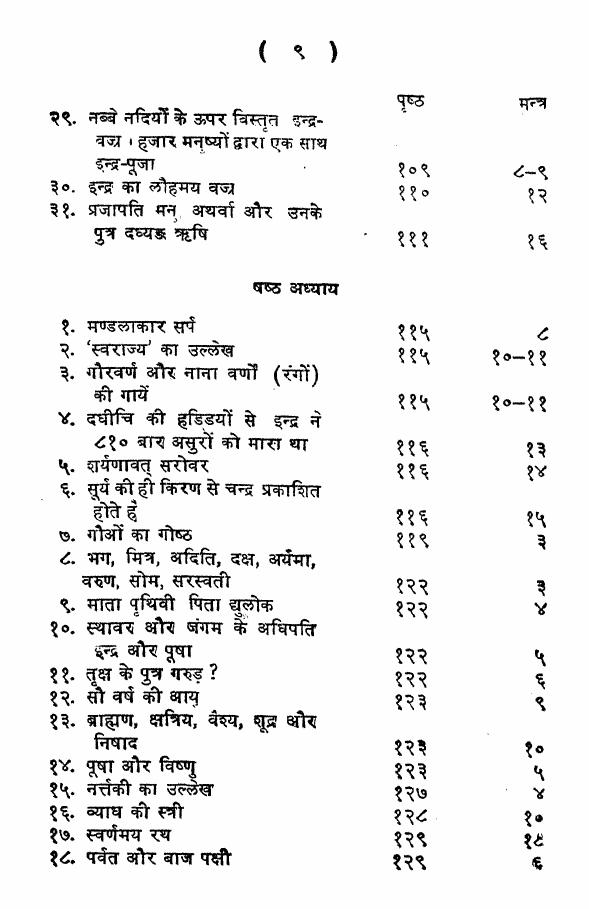 ( ९ )
पृष्ठ मन्त्र
२९. नब्बे नदियों के ऊपर विस्तृत इन्द्र-
वज्र । हजार मनुष्यों द्वारा एक साथ
इन्द्र-पूजा १०९ ८-९
३०. इन्द्र का लौहमय वज्र ११० १२
३१. प्रजापति मनु, अथर्वा और उनके
पुत्र दध्यङ ऋषि १११ १६
षष्ठ अध्याय
१. मण्डलाकार सर्प ११५ ८
२. 'स्वराज्य' का उल्लेख ११५ १०-११
३. गौरवर्ण और नाना वर्णों (रंगों)
की गायें ११५ १०-११
४. दधीचि की हड्डियों से इन्द्र ने
८१० बार असुरों को मारा था ११६ १३
५. शर्यणावत् सरोवर ११६ १४
६. सूर्य की ही किरण से चन्द्र प्रकाशित
होते हैं ११६ १५
७. गौओं का गोष्ठ ११९ ३
८. भग, मित्र, अदिति, दक्ष, अर्यमा,
वरुण, सोम, सरस्वती १२२ ३
९. माता पृथिवी पिता द्युलोक १२२ ४
१०. स्थावर और जंगम के अधिपति
इन्द्र और पूषा १२२ ५
११. तृक्ष के पुत्र गरुड़ ? १२२ ६
१२. सौ वर्ष की आयु १२३ ९
१३. ब्राह्मण, क्षत्रिय, वैश्य, शूद्र और
निषाद १२३ १०
१४. पूषा और विष्णु १२३ ५
१५. नर्त्तकी का उल्लेख १२७ ४
१६. व्याध की स्त्री १२८ १०
१७. स्वर्णमय रथ १२९ १८
१८. पर्वत और बाज पक्षी १२९ ६